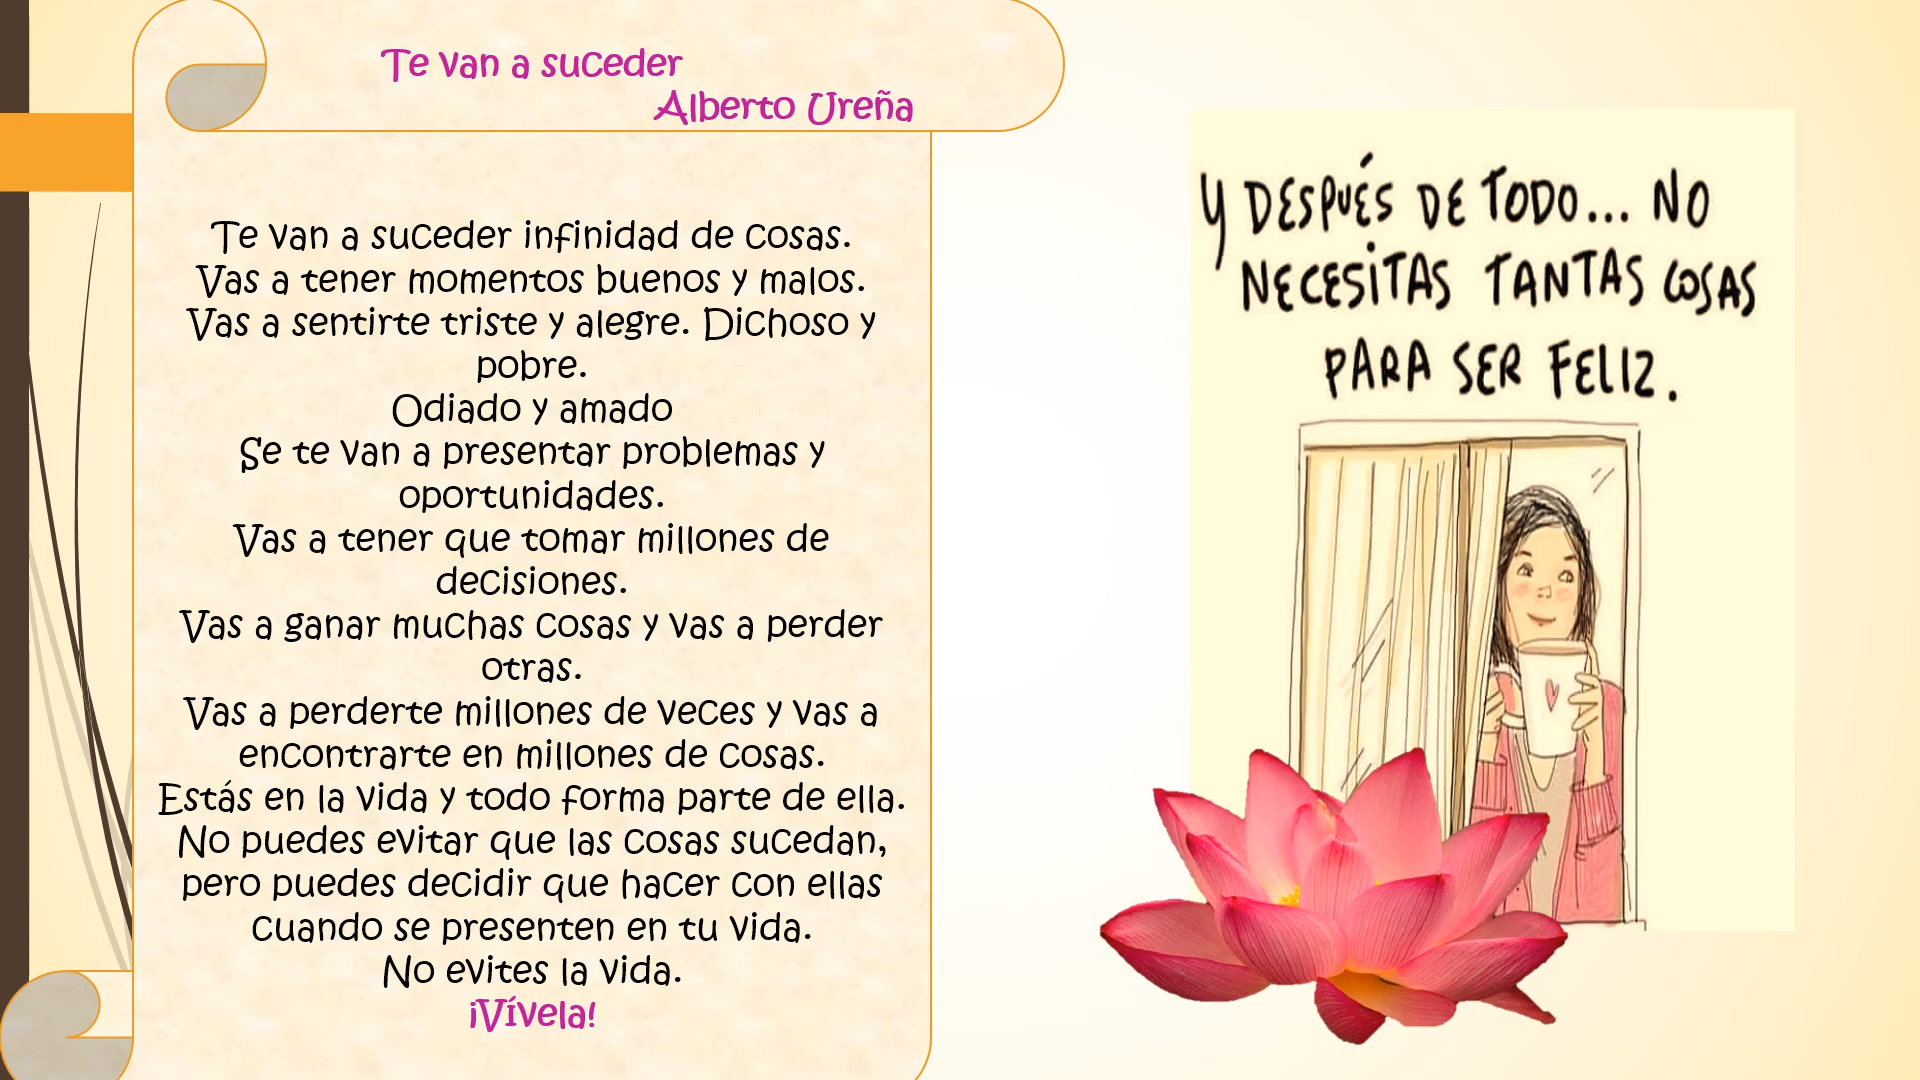 Te van a suceder
Alberto Ureña
Te van a suceder infinidad de cosas.
Vas a tener momentos buenos y malos.
Vas a sentirte triste y alegre. Dichoso y
pobre.
Odiado y amado
Se te van a presentar problemas y
oportunidades.
Vas a tener que tomar millones de
decisiones.
Vas a ganar muchas cosas y vas a perder
otras.
Vas a perderte millones de veces y vas a
encontrarte en millones de cosas.
Estás en la vida y todo forma parte de ella.
No puedes evitar que las cosas sucedan,
pero puedes decidir que hacer con ellas
cuando se presenten en tu vida.
No evites la vida.
¡Vívela!
Y DESPUÉS DE TODO... NO
NECESITAS TANTAS COSAS
PARA SER FELIZ.